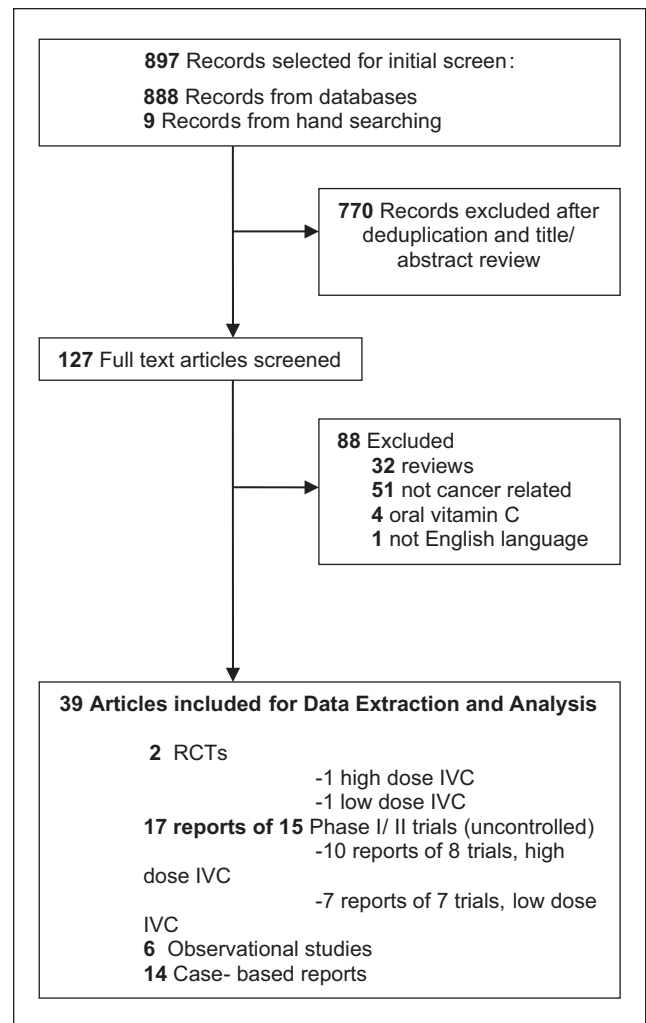 897 Records selected for initial screen:
888 Records from databases
9 Records from hand searching
770 Records excluded after
deduplication and title/
abstract review
127 Full text articles screened
88 Excluded
32 reviews
51 not cancer related
4 oral vitamin C
1 not English language
39 Articles included for Data Extraction and Analysis
2 RCTs
-1 high dose IVC
-1 low dose IVC
17 reports of 15 Phase I/ II trials (uncontrolled)
-10 reports of 8 trials, high
dose IVC
-7 reports of 7 trials, low dose
IVC
6 Observational studies
14 Case- based reports